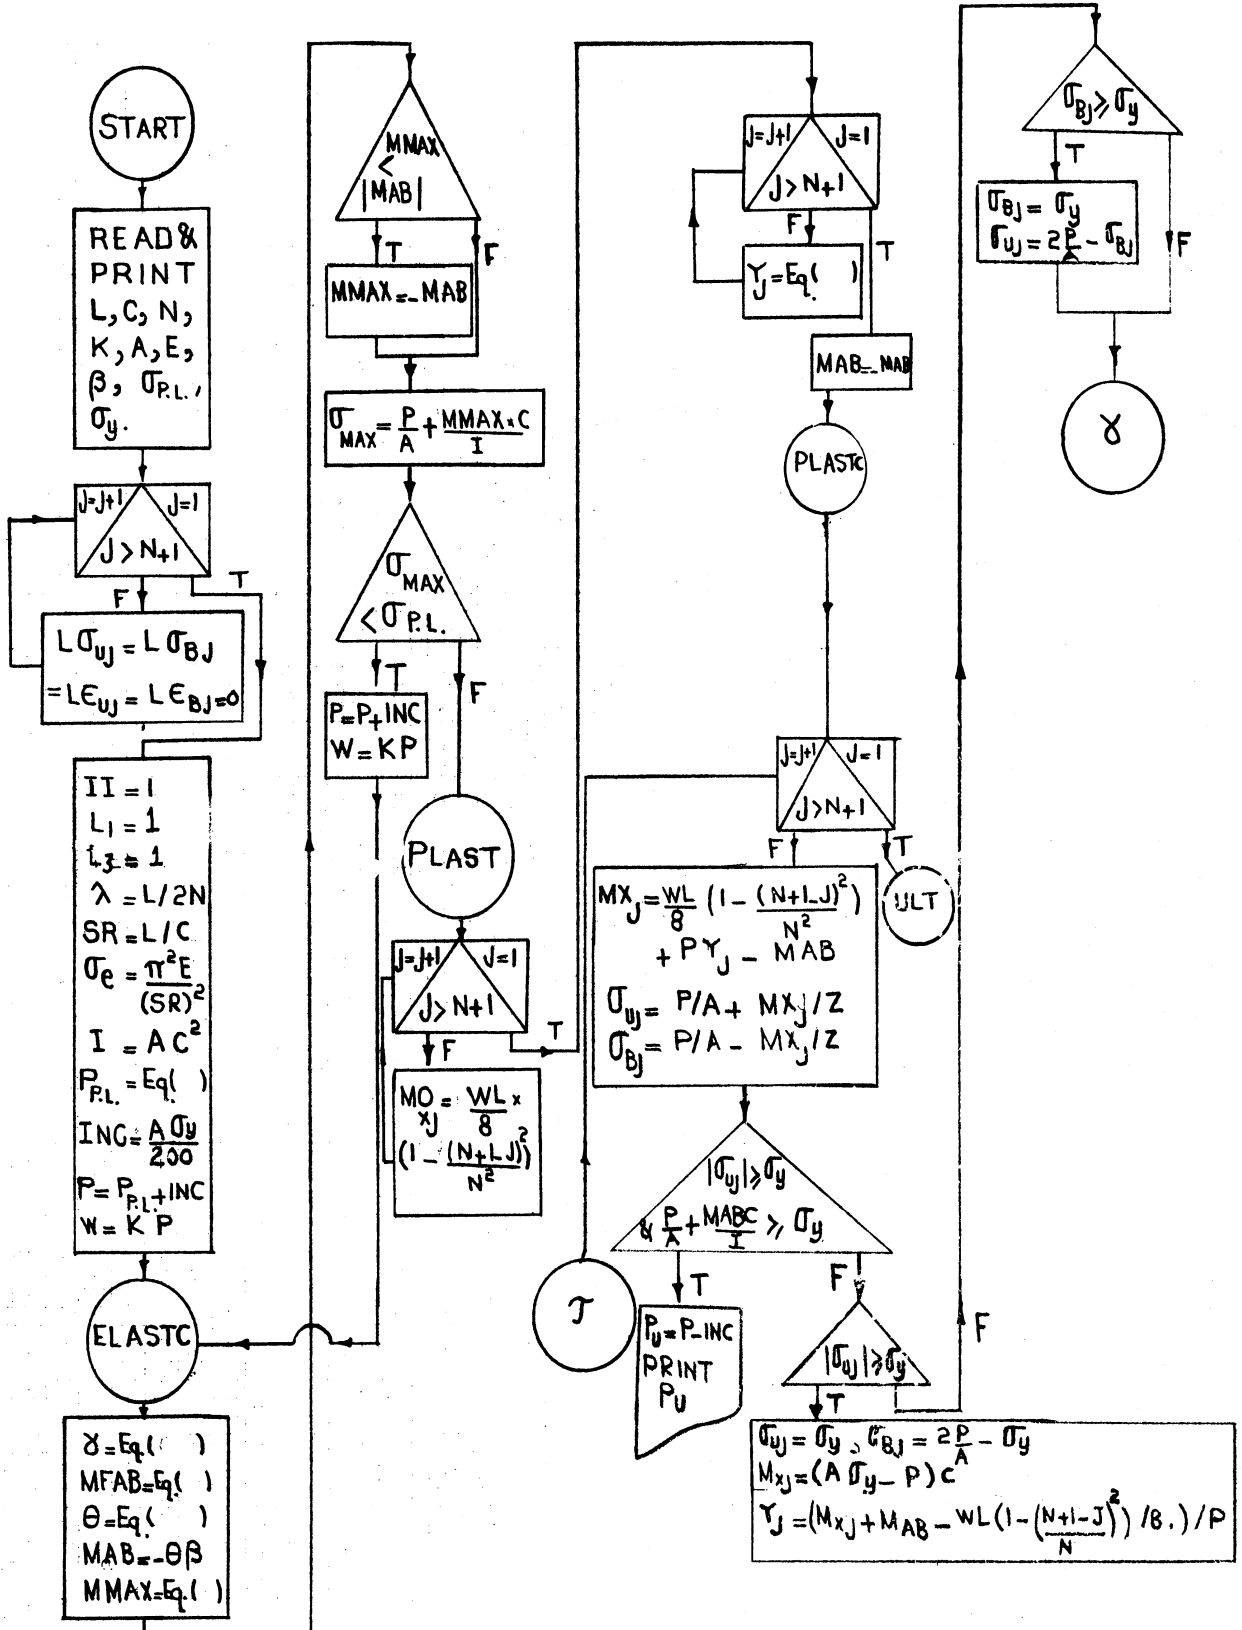 START
READ &
PRINT
L, C, N,
K, A, E,
β, σP.L.,
σy.
J=J+1 J=1
J > N+1
T
F
Lσuj = LσBJ
= LЄuj = LЄBJ=0
II = 1
L1 = 1
L3 = 1
λ = L/2N
SR = L/C
σe = π²E/(SR)²
I = AC²
PP.L. = Eq( )
INC = Aσy/200
P = PP.L. + INC
W = K P
ELASTC
γ = Eq.( )
MFAB = Eq.( )
θ = Eq.( )
MAB = -θβ
MMAX = Eq.( )
MMAX
<
|MAB|
T
F
MMAX = - MAB
σMAX = P/A + MMAX * C/I
σMAX
< σP.L.
T
F
P = P + INC
W = K P
PLAST
J=J+1 J=1
J > N+1
T
F
MOxj = WL/8 ×
(1 - (N+1-J)²/N²)
J=J+1 J=1
J > N+1
F
T
YJ = Eq.( )
MAB = - MAB
PLASTC
J=J+1 J=1
J > N+1
F
T
ULT
MXJ = WL/8 (1 - (N+1-J)²/N²)
+ PYJ - MAB
σUj = P/A + MXj/Z
σBj = P/A - MXj/Z
|σuj| ⩾ σy
& P/A + MABC/I ⩾ σy
T
F
Pu = P - INC
PRINT
PU
|σuj| ⩾ σy
T
F
σuj = σy, σBj = 2P/A - σy
Mxj = (Aσy - P)C
YJ = (MxJ + MAB - WL(1 - ((N+1-J)/N)²)/8.)/P
σBj ⩾ σy
T
F
σBJ = σy
σuj = 2P/A - σBj
γ